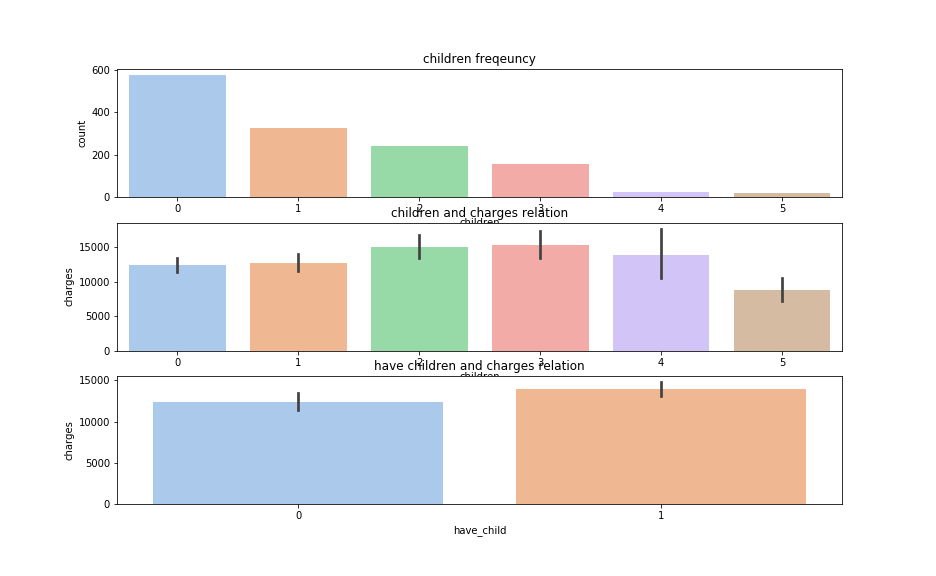 children freqeuncy
600
400
200
0
count
0 1 2 3 4 5
children
children and charges relation
15000
10000
5000
0
charges
0 1 2 3 4 5
children
have children and charges relation
15000
10000
5000
0
charges
0 1
have_child